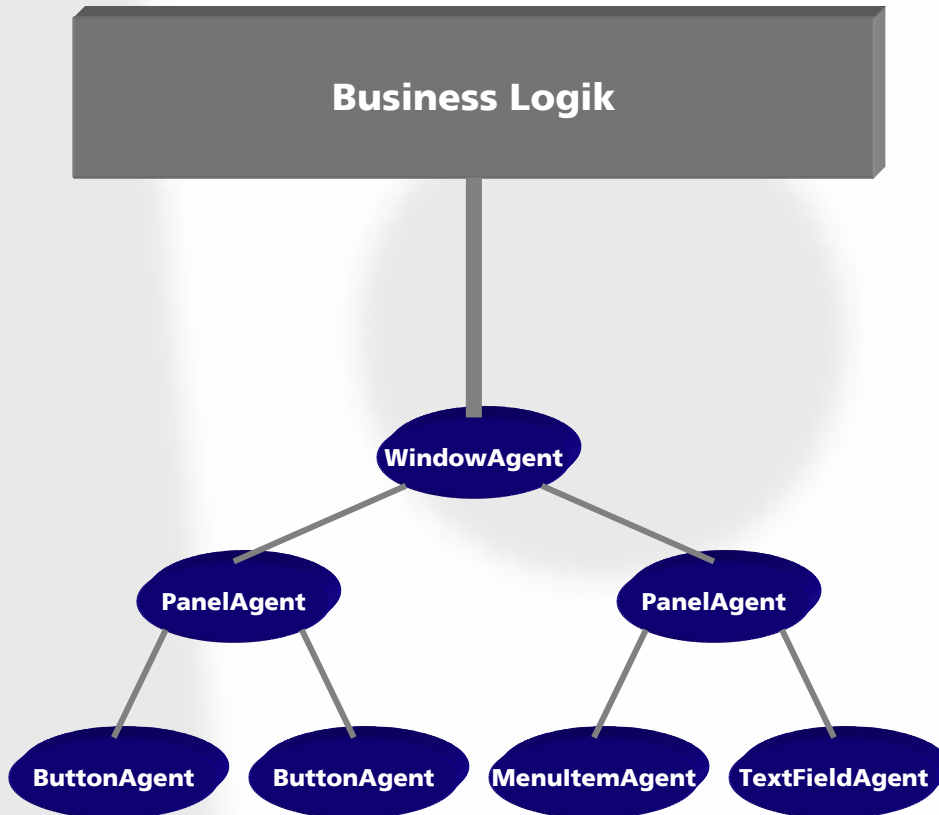 Business Logik
WindowAgent
PanelAgent
PanelAgent
ButtonAgent
ButtonAgent
MenuItemAgent
TextFieldAgent